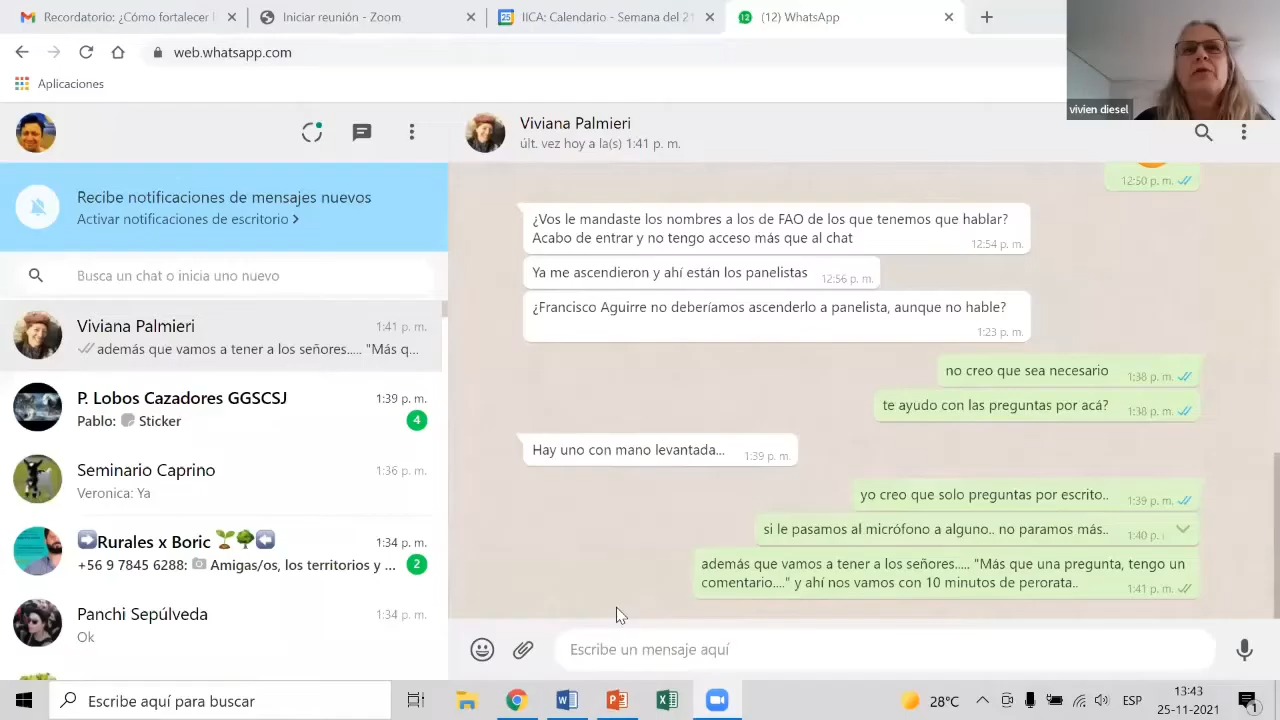 Recordatorio: ¿Cómo fortalecer
Iniciar reunión - Zoom
IICA: Calendario - Semana del 21
(12) WhatsApp
web.whatsapp.com
Aplicaciones
vivien diesel
Viviana Palmieri
últ. vez hoy a la(s) 1:41 p. m.
Recibe notificaciones de mensajes nuevos
Activar notificaciones de escritorio >
Busca un chat o inicia uno nuevo
Viviana Palmieri 1:41 p. m.
además que vamos a tener a los señores..... "Más q...
P. Lobos Cazadores GGSCSJ 1:39 p. m.
Pablo: Sticker 4
Seminario Caprino 1:36 p. m.
Veronica: Ya
➡️Rurales x Boric 🌱🌳⬅️ 1:34 p. m.
+56 9 7845 6288: Amigas/os, los territorios y ... 2
Panchi Sepúlveda 1:34 p. m.
Ok
12:50 p. m.
¿Vos le mandaste los nombres a los de FAO de los que tenemos que hablar?
Acabo de entrar y no tengo acceso más que al chat 12:54 p. m.
Ya me ascendieron y ahí están los panelistas 12:56 p. m.
¿Francisco Aguirre no deberíamos ascenderlo a panelista, aunque no hable?
1:23 p. m.
no creo que sea necesario 1:38 p. m.
te ayudo con las preguntas por acá? 1:38 p. m.
Hay uno con mano levantada... 1:39 p. m.
yo creo que solo preguntas por escrito.. 1:39 p. m.
si le pasamos al micrófono a alguno.. no paramos más.. 1:40 p.
además que vamos a tener a los señores..... "Más que una pregunta, tengo un
comentario...." y ahí nos vamos con 10 minutos de perorata.. 1:41 p. m.
Escribe un mensaje aquí
Escribe aquí para buscar
28°C
ESP
13:43
25-11-2021
1